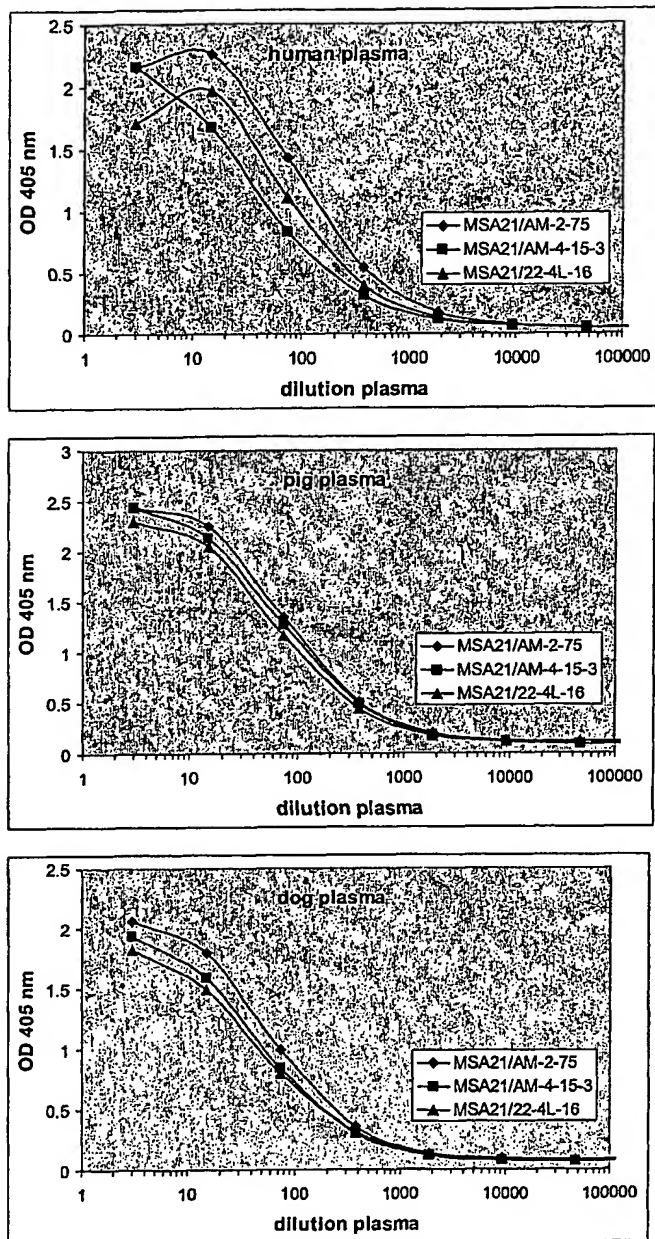 human plasma
2.5
2
1.5
1
0.5
0
OD 405 nm
MSA21/AM-2-75
MSA21/AM-4-15-3
MSA21/22-4L-16
1 10 100 1000 10000 100000
dilution plasma
pig plasma
3
2.5
2
1.5
1
0.5
0
OD 405 nm
MSA21/AM-2-75
MSA21/AM-4-15-3
MSA21/22-4L-16
1 10 100 1000 10000 100000
dilution plasma
dog plasma
2.5
2
1.5
1
0.5
0
OD 405 nm
MSA21/AM-2-75
MSA21/AM-4-15-3
MSA21/22-4L-16
1 10 100 1000 10000 100000
dilution plasma